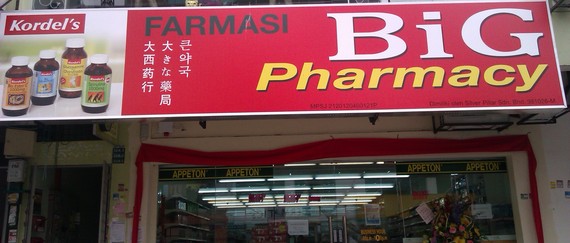 Kordel's
FARMASI
BiG
Pharmacy
큰약국
大きな藥局
大西药行
APPETON
APPETON
APPETON
APPETON